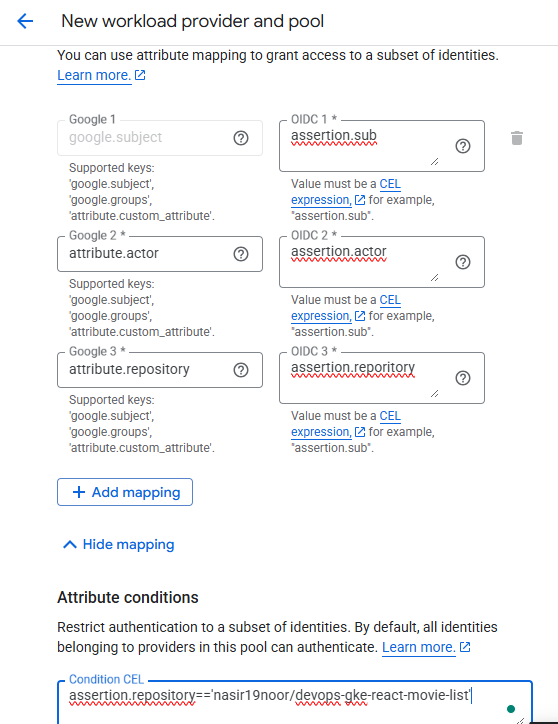 New workload provider and pool
You can use attribute mapping to grant access to a subset of identities.
Learn more.
Google 1
google.subject
OIDC 1 *
assertion.sub
Supported keys:
'google.subject',
'google.groups',
'attribute.custom_attribute'.
Value must be a CEL
expression, for example,
"assertion.sub".
Google 2 *
attribute.actor
OIDC 2 *
assertion.actor
Supported keys:
'google.subject',
'google.groups',
'attribute.custom_attribute'.
Value must be a CEL
expression, for example,
"assertion.sub".
Google 3 *
attribute.repository
OIDC 3 *
assertion.reporitory
Supported keys:
'google.subject',
'google.groups',
'attribute.custom_attribute'.
Value must be a CEL
expression, for example,
"assertion.sub".
+ Add mapping
Hide mapping
Attribute conditions
Restrict authentication to a subset of identities. By default, all identities
belonging to providers in this pool can authenticate. Learn more.
Condition CEL
assertion.repository=='nasir19noor/devops-gke-react-movie-list'